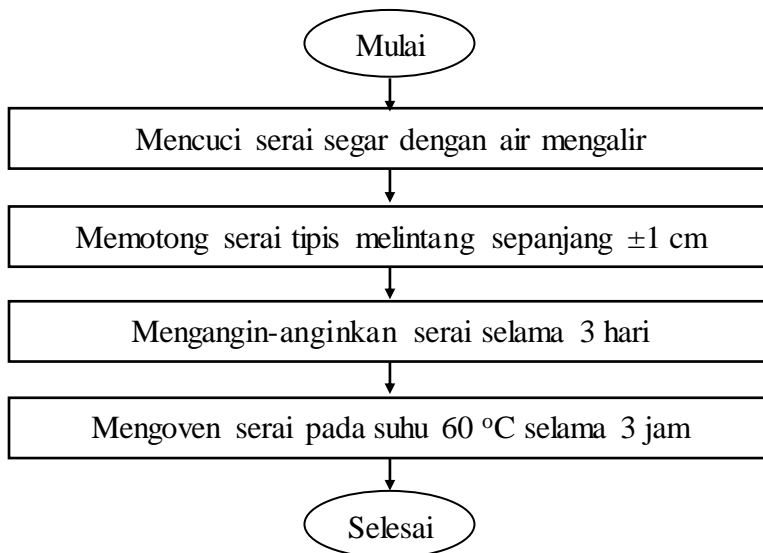 Mulai
Mencuci serai segar dengan air mengalir
Memotong serai tipis melintang sepanjang ±1 cm
Mengangin-anginkan serai selama 3 hari
Mengoven serai pada suhu 60 °C selama 3 jam
Selesai